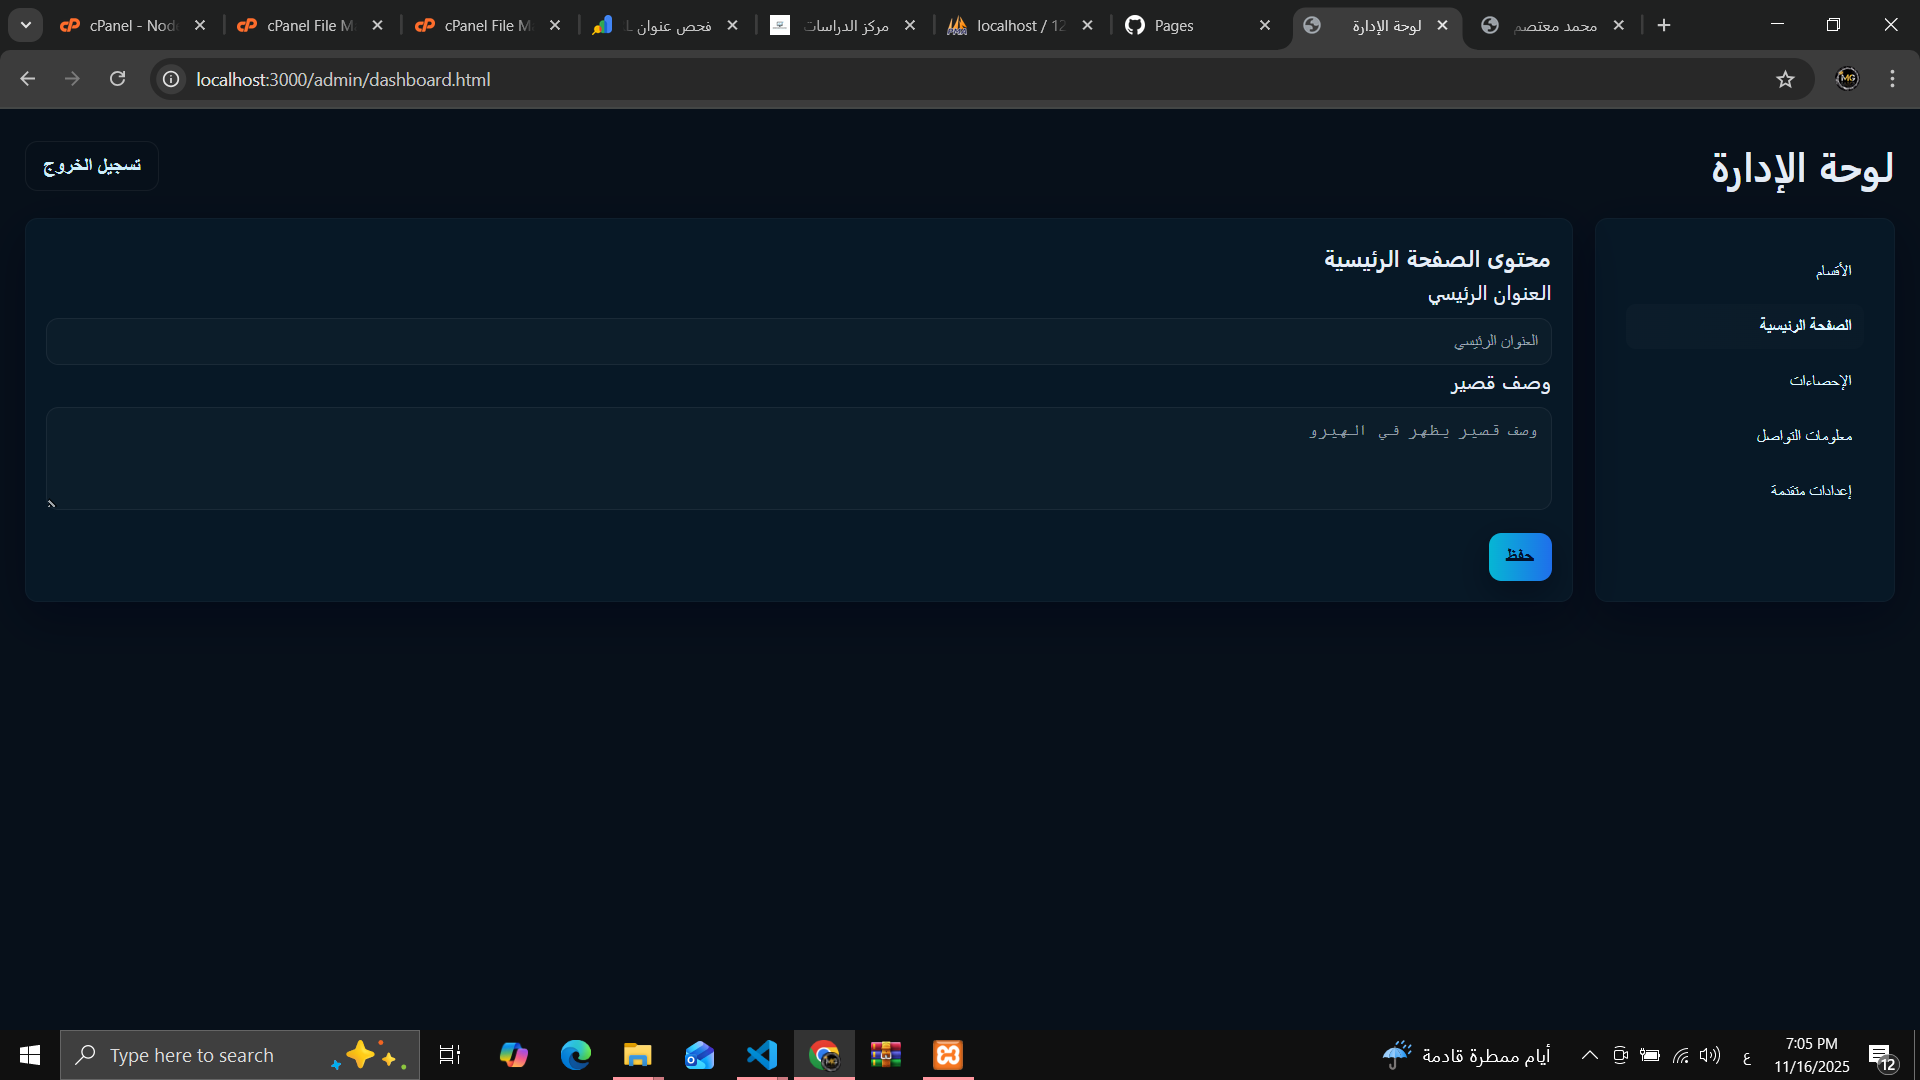 cPanel - Nod
cPanel File M
cPanel File M
فحص عنوان
مركز الدراسات
localhost / 12
Pages
لوحة الإدارة
محمد معتصم
localhost:3000/admin/dashboard.html
لوحة الإدارة
تسجيل الخروج
الأقسام
الصفحة الرئيسية
الإحصاءات
معلومات التواصل
إعدادات متقدمة
محتوى الصفحة الرئيسية
العنوان الرئيسي
العنوان الرئيسي
وصف قصير
وصف قصير يظهر في الهيرو
حفظ
Type here to search
أيام ممطرة قادمة
ع
7:05 PM
11/16/2025
12